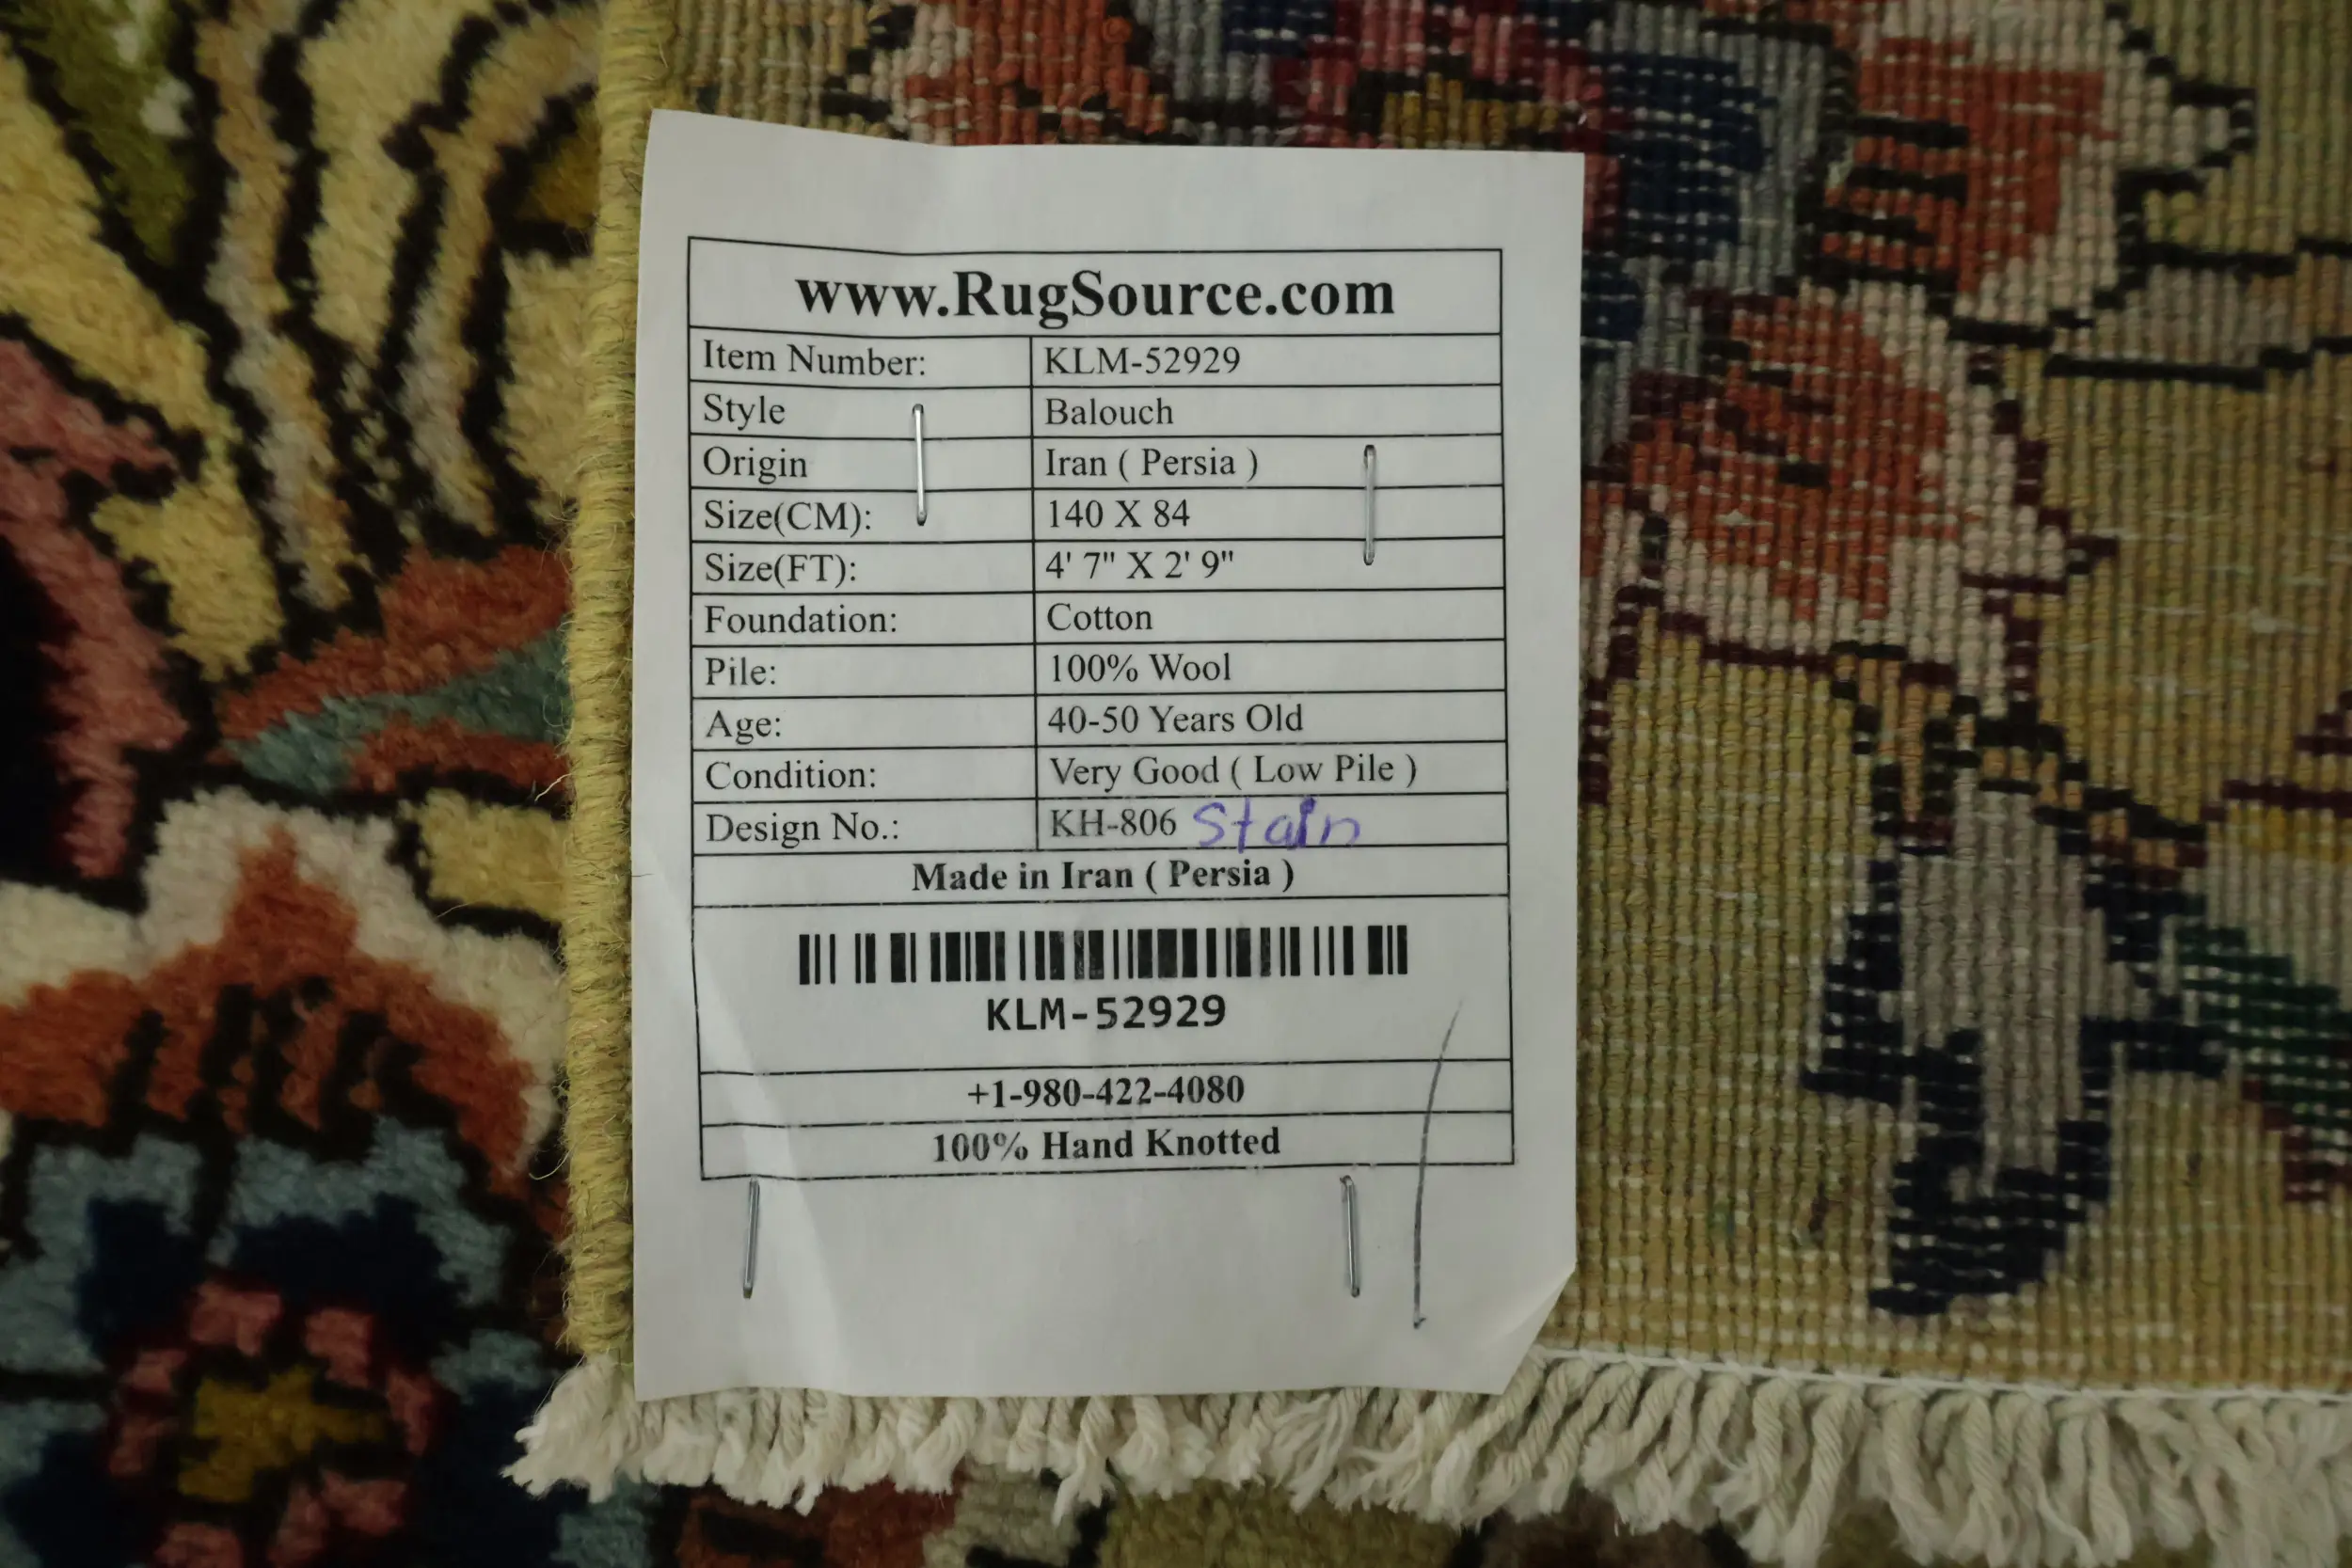 www.RugSource.com
Item Number: KLM-52929
Style Balouch
Origin Iran ( Persia )
Size(CM): 140 X 84
Size(FT): 4' 7" X 2' 9"
Foundation: Cotton
Pile: 100% Wool
Age: 40-50 Years Old
Condition: Very Good ( Low Pile )
Design No.: KH-806 Stain
Made in Iran ( Persia )
KLM-52929
+1-980-422-4080
100% Hand Knotted